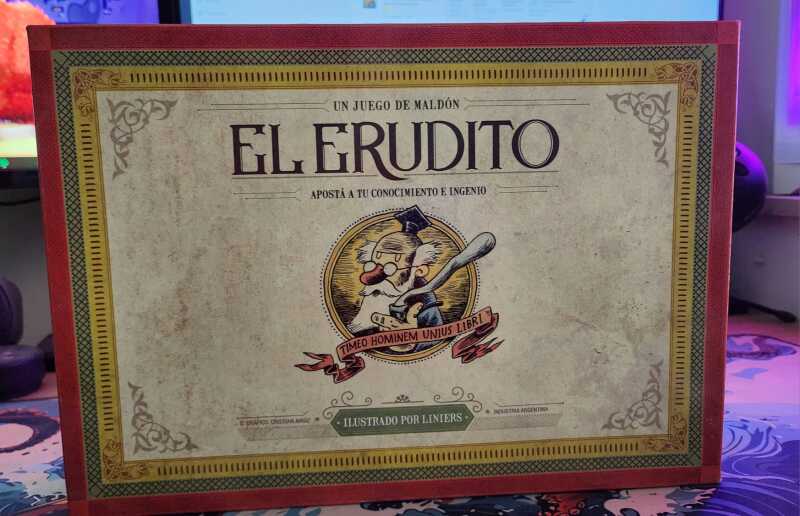 UN JUEGO DE MALDÓN
EL ERUDITO
APOSTÁ A TU CONOCIMIENTO E INGENIO
TIMEO HOMINEM UNIUS LIBRI
ILUSTRADO POR LINIERS
INDUSTRIA ARGENTINA